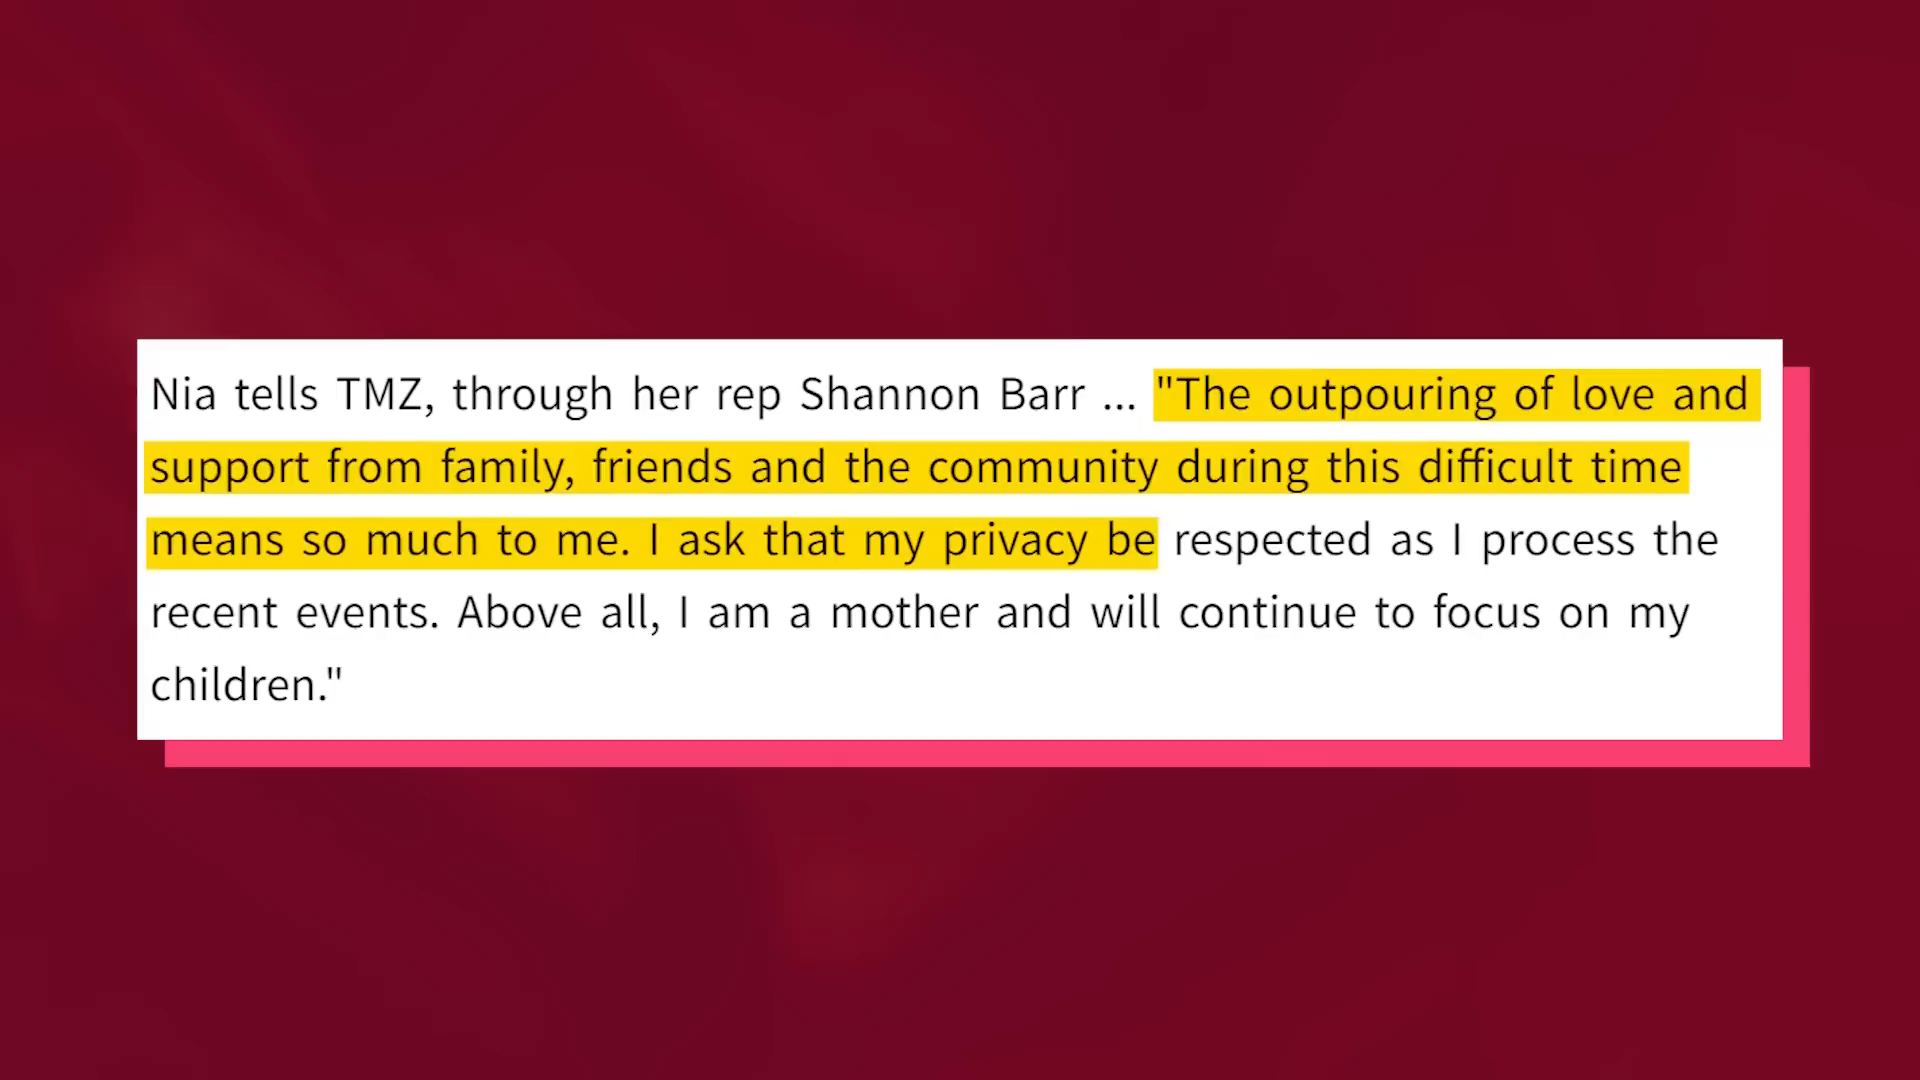 Nia tells TMZ, through her rep Shannon Barr ... "The outpouring of love and
support from family, friends and the community during this difficult time
means so much to me. I ask that my privacy be respected as I process the
recent events. Above all, I am a mother and will continue to focus on my
children."